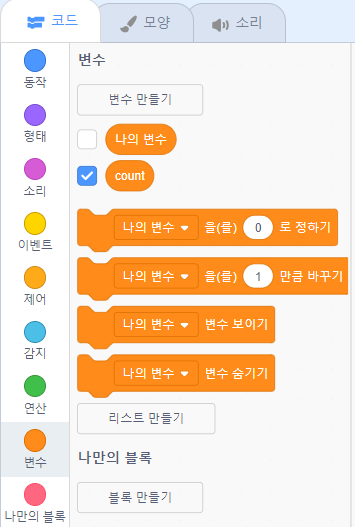 코드 모양 소리
동작
형태
소리
이벤트
제어
감지
연산
변수
나만의 블록
변수
변수 만들기
나의 변수
count
나의 변수 을(를) 0 로 정하기
나의 변수 을(를) 1 만큼 바꾸기
나의 변수 변수 보이기
나의 변수 변수 숨기기
리스트 만들기
나만의 블록
블록 만들기